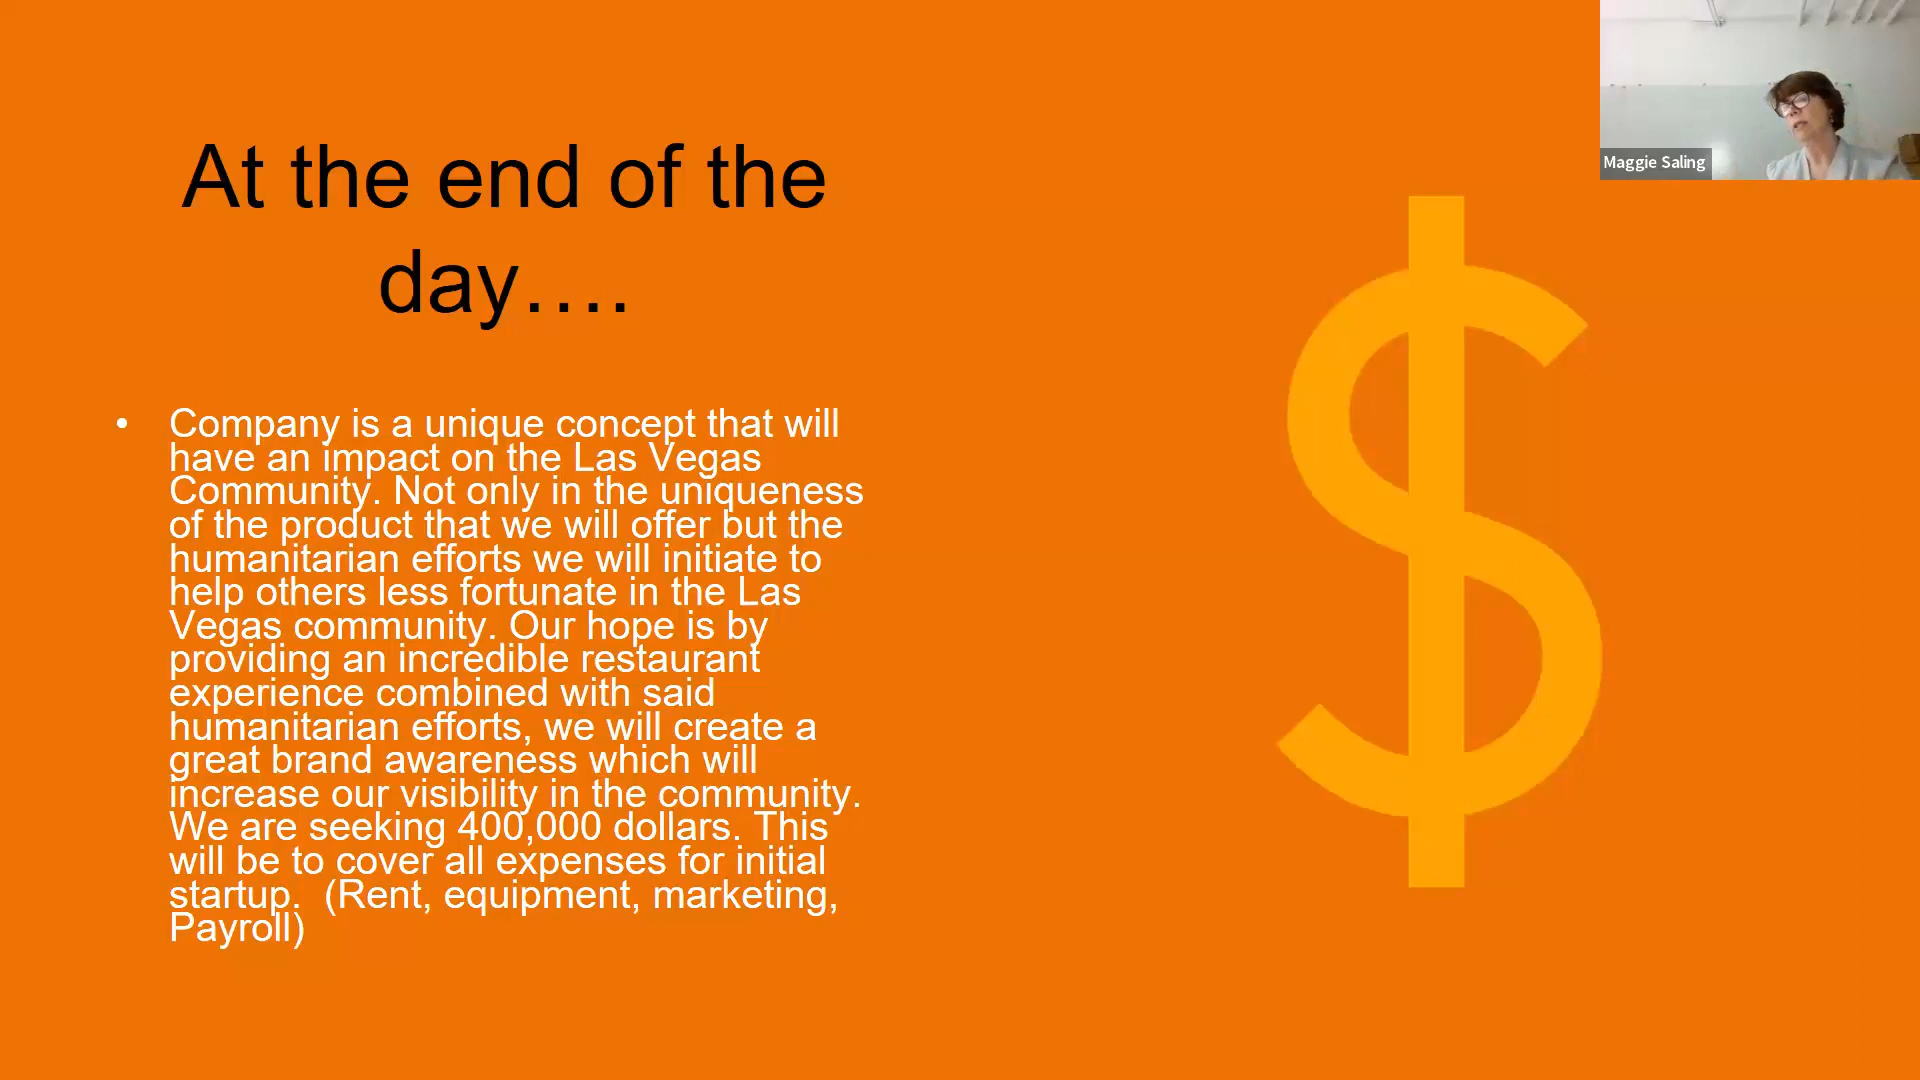 At the end of the
day....
• Company is a unique concept that will
have an impact on the Las Vegas
Community. Not only in the uniqueness
of the product that we will offer but the
humanitarian efforts we will initiate to
help others less fortunate in the Las
Vegas community. Our hope is by
providing an incredible restaurant
experience combined with said
humanitarian efforts, we will create a
great brand awareness which will
increase our visibility in the community.
We are seeking 400,000 dollars. This
will be to cover all expenses for initial
startup.  (Rent, equipment, marketing,
Payroll)
$
Maggie Saling